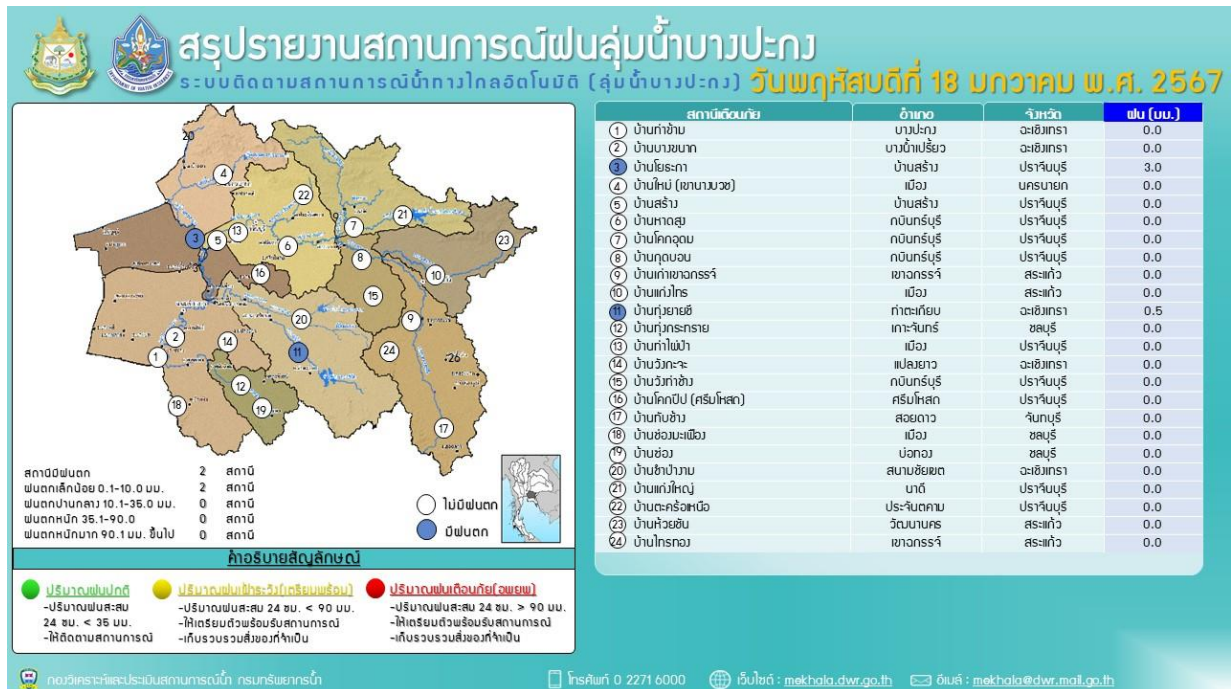 สรุปรายงานสถานการณ์ฝนลุ่มน้ำบางปะกง
ระบบติดตามสถานการณ์น้ำทางไกลอัตโนมัติ (ลุ่มน้ำบางปะกง) วันพฤหัสบดีที่ 18 มกราคม พ.ศ. 2567
20
4
22
21
3
5
13
6
7
23
8
10
16
15
20
9
2
14
11
24
26
1
12
18
19
17
สถานีมีฝนตก 2 สถานี
ฝนตกเล็กน้อย 0.1-10.0 มม. 2 สถานี
ฝนตกปานกลาง 10.1-35.0 มม. 0 สถานี
ฝนตกหนัก 35.1-90.0 0 สถานี
ฝนตกหนักมาก 90.1 มม. ขึ้นไป 0 สถานี
ไม่มีฝนตก
มีฝนตก
คำอธิบายสัญลักษณ์
ปริมาณฝนปกติ
-ปริมาณฝนสะสม
24 ชม. < 35 มม.
-ให้ติดตามสถานการณ์
ปริมาณฝนเฝ้าระวัง(เตรียมพร้อม)
-ปริมาณฝนสะสม 24 ชม. < 90 มม.
-ให้เตรียมตัวพร้อมรับสถานการณ์
-เก็บรวบรวมสิ่งของที่จำเป็น
ปริมาณฝนเตือนภัย(อพยพ)
-ปริมาณฝนสะสม 24 ชม. > 90 มม.
-ให้เตรียมตัวพร้อมรับสถานการณ์
-เก็บรวบรวมสิ่งของที่จำเป็น
สถานีเตือนภัย อำเภอ จังหวัด ฝน (มม.)
1 บ้านท่าข้าม บางปะกง ฉะเชิงเทรา 0.0
2 บ้านบางขนาก บางน้ำเปรี้ยว ฉะเชิงเทรา 0.0
3 บ้านโยธะกา บ้านสร้าง ปราจีนบุรี 3.0
4 บ้านใหม่ (เขานางบวช) เมือง นครนายก 0.0
5 บ้านสร้าง บ้านสร้าง ปราจีนบุรี 0.0
6 บ้านหาดสูง กบินทร์บุรี ปราจีนบุรี 0.0
7 บ้านโคกอุดม กบินทร์บุรี ปราจีนบุรี 0.0
8 บ้านกุดบอน กบินทร์บุรี ปราจีนบุรี 0.0
9 บ้านเก่าเขาฉกรรจ์ เขาฉกรรจ์ สระแก้ว 0.0
10 บ้านแก่งไทร เมือง สระแก้ว 0.0
11 บ้านทุ่งยายชี ท่าตะเกียบ ฉะเชิงเทรา 0.5
12 บ้านทุ่งกระทราย เกาะจันทร์ ชลบุรี 0.0
13 บ้านท่าไผ่ป่า เมือง ปราจีนบุรี 0.0
14 บ้านวังกะจะ แปลงยาว ฉะเชิงเทรา 0.0
15 บ้านวังท่าช้าง กบินทร์บุรี ปราจีนบุรี 0.0
16 บ้านโคกปีป (ศรีมโหสถ) ศรีมโหสถ ปราจีนบุรี 0.0
17 บ้านทับช้าง สอยดาว จันทบุรี 0.0
18 บ้านช่องมะเฟือง เมือง ชลบุรี 0.0
19 บ้านช่อง บ่อทอง ชลบุรี 0.0
20 บ้านชำป่างาม สนามชัยเขต ฉะเชิงเทรา 0.0
21 บ้านแก่งใหญ่ นาดี ปราจีนบุรี 0.0
22 บ้านตะคร้อเหนือ ประจันตคาม ปราจีนบุรี 0.0
23 บ้านห้วยชัน วัฒนานคร สระแก้ว 0.0
24 บ้านไทรทอง เขาฉกรรจ์ สระแก้ว 0.0
กองวิเคราะห์และประเมินสถานการณ์น้ำ กรมทรัพยากรน้ำ โทรศัพท์ 0 2271 6000 เว็บไซต์ : mekhala.dwr.go.th อีเมล์ : mekhala@dwr.mail.go.th